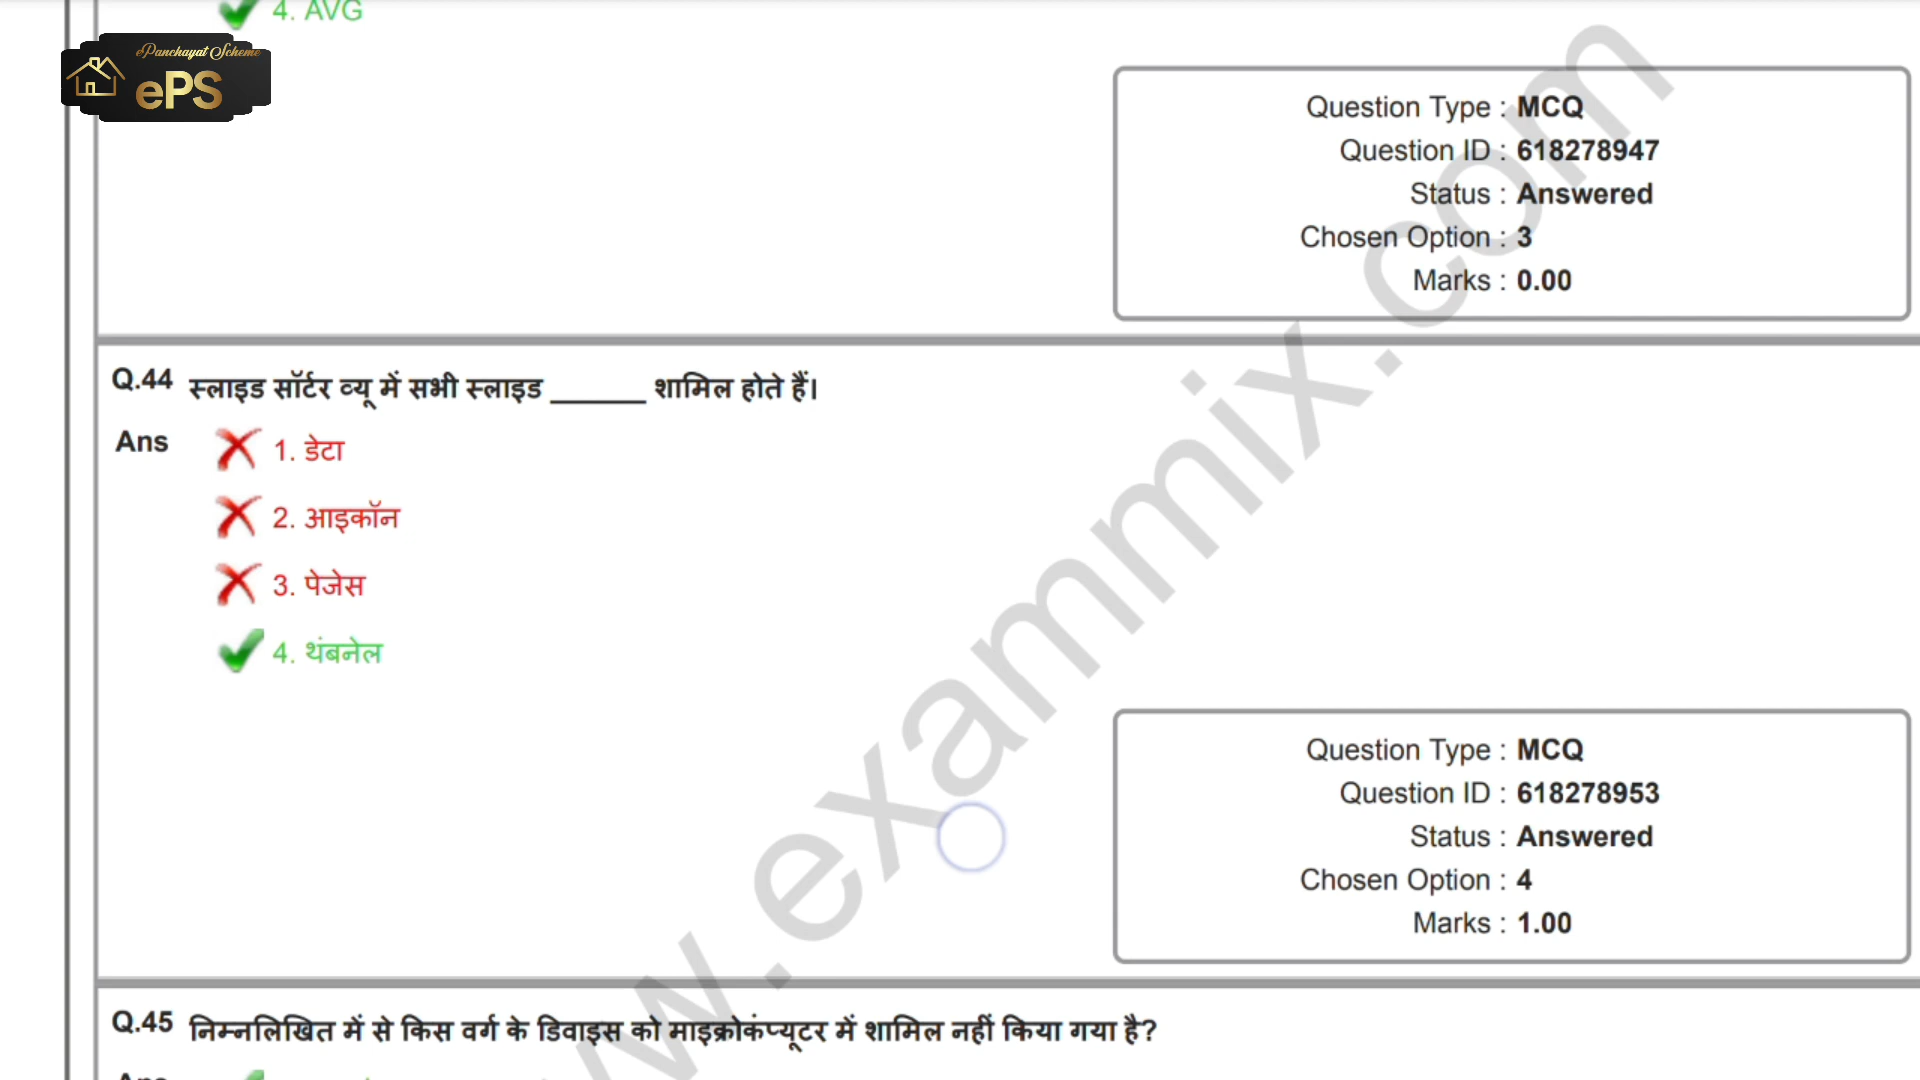 4. AVG
ePanchayat Scheme
ePS
Question Type : MCQ
Question ID : 618278947
Status : Answered
Chosen Option : 3
Marks : 0.00
Q.44 स्लाइड सॉर्टर व्यू में सभी स्लाइड ______ शामिल होते हैं।
Ans 1. डेटा
2. आइकॉन
3. पेजेस
4. थंबनेल
Question Type : MCQ
Question ID : 618278953
Status : Answered
Chosen Option : 4
Marks : 1.00
Q.45 निम्नलिखित में से किस वर्ग के डिवाइस को माइक्रोकंप्यूटर में शामिल नहीं किया गया है?
w.exammix.com